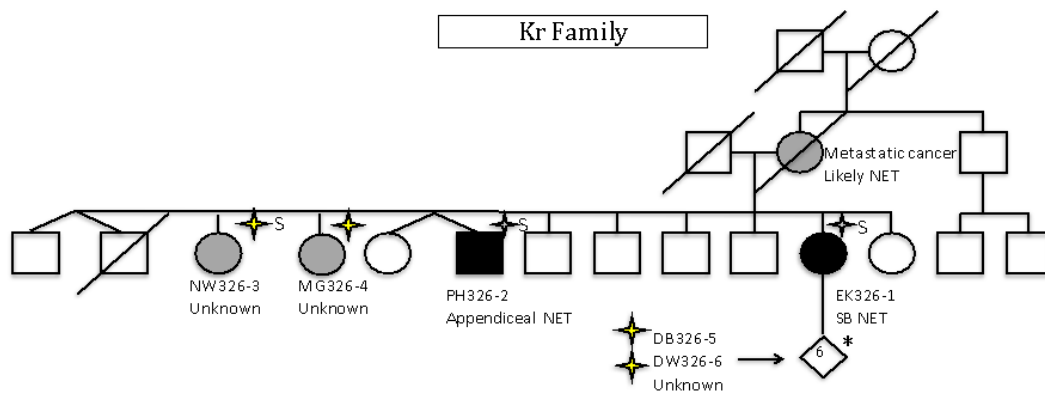 Kr Family
Metastatic cancer
Likely NET
S
S
S
NW326-3
Unknown
MG326-4
Unknown
PH326-2
Appendiceal NET
EK326-1
SB NET
DB326-5
DW326-6
Unknown
6
*